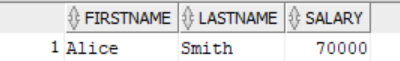 FIRSTNAME LASTNAME SALARY
1 Alice Smith 70000